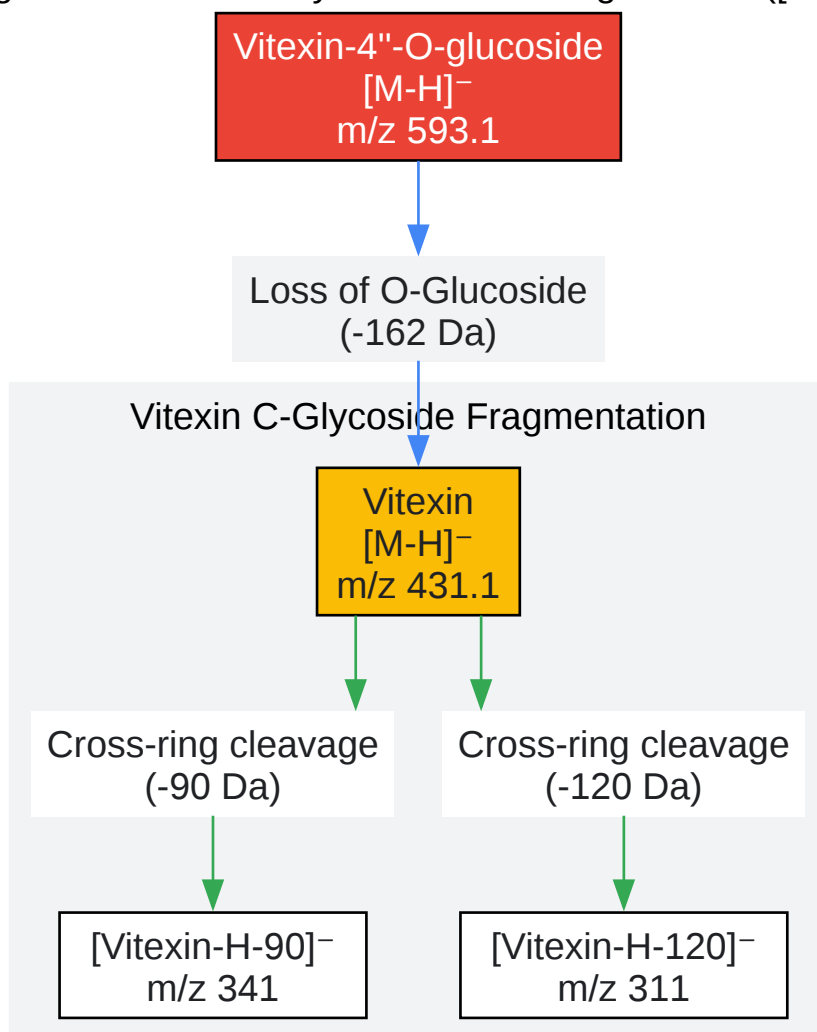 Vitexin-4''-O-glucoside
[M-H]⁻
m/z 593.1
Loss of O-Glucoside
(-162 Da)
Vitexin C-Glycoside Fragmentation
Vitexin
[M-H]⁻
m/z 431.1
Cross-ring cleavage
(-90 Da)
Cross-ring cleavage
(-120 Da)
[Vitexin-H-90]⁻
m/z 341
[Vitexin-H-120]⁻
m/z 311